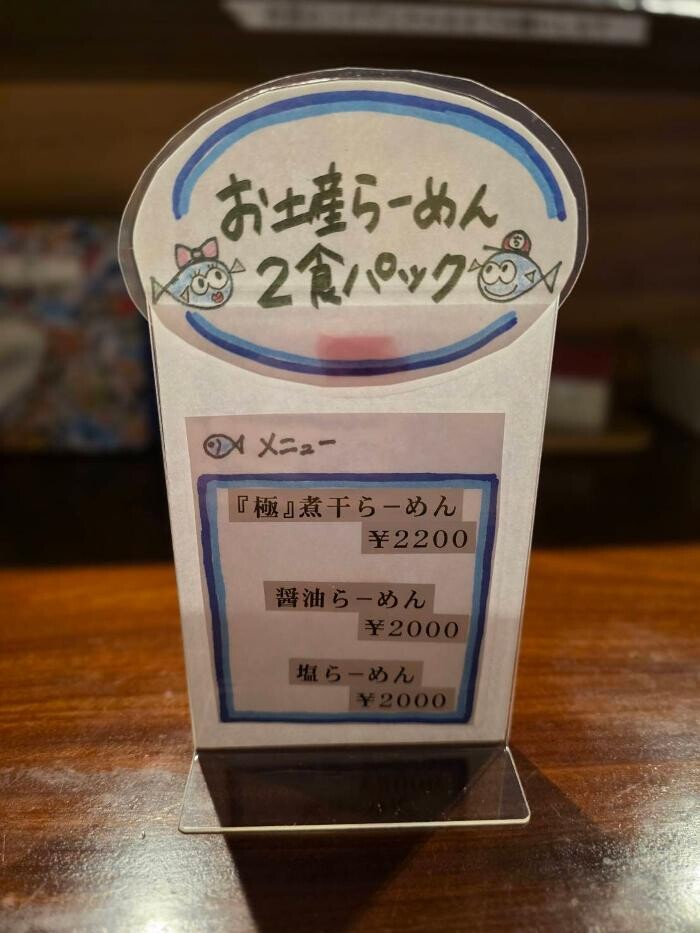 お土産らーめん
2食パック
メニュー
『極』煮干らーめん
¥2200
醤油らーめん
¥2000
塩らーめん
¥2000